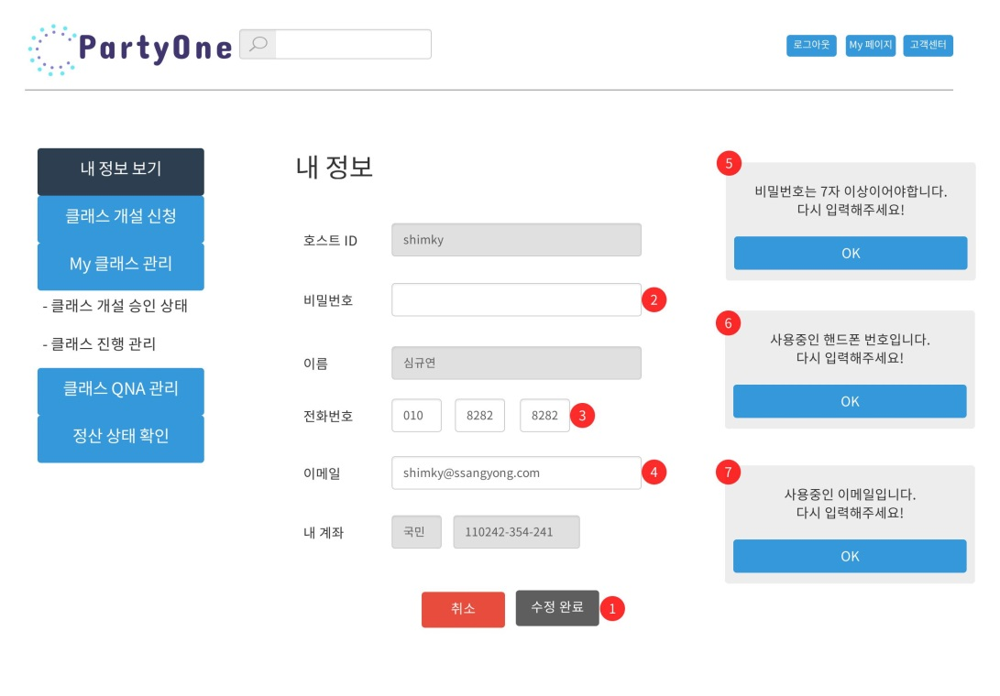 PartyOne
로그아웃 My 페이지 고객센터
내 정보 보기
클래스 개설 신청
My 클래스 관리
- 클래스 개설 승인 상태
- 클래스 진행 관리
클래스 QNA 관리
정산 상태 확인
내 정보
호스트 ID shimky
비밀번호 2
이름 심규연
전화번호 010 8282 8282 3
이메일 shimky@ssangyong.com 4
내 계좌 국민 110242-354-241
취소 수정 완료 1
5
비밀번호는 7자 이상이어야합니다.
다시 입력해주세요!
OK
6
사용중인 핸드폰 번호입니다.
다시 입력해주세요!
OK
7
사용중인 이메일입니다.
다시 입력해주세요!
OK